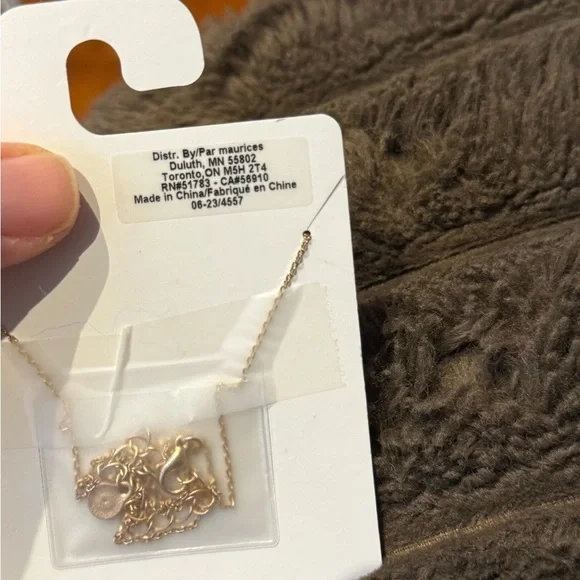 Distr. By/Par maurices
Duluth, MN 55802
Toronto,ON M5H 2T4
RN#51783 - CA#56910
Made in China/Fabriqué en Chine
06-23/4557